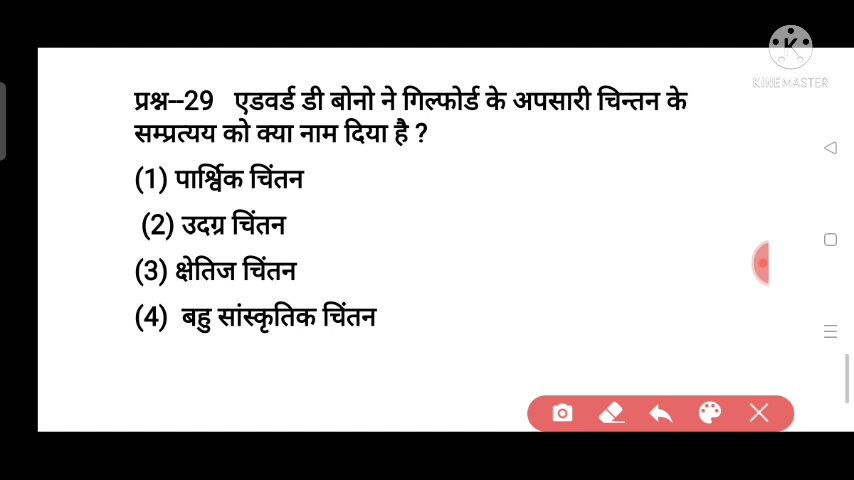 KINEMASTER
प्रश्न–29 एडवर्ड डी बोनो ने गिल्फोर्ड के अपसारी चिन्तन के
सम्प्रत्यय को क्या नाम दिया है ?
(1) पार्श्विक चिंतन
(2) उदग्र चिंतन
(3) क्षेतिज चिंतन
(4) बहु सांस्कृतिक चिंतन